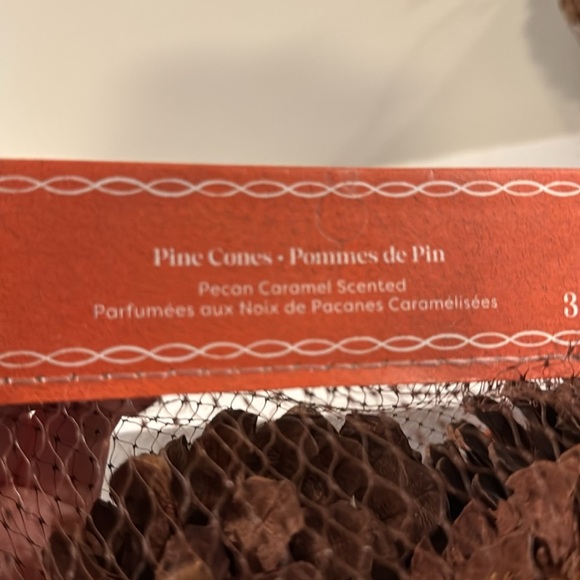 Pine Cones • Pommes de Pin
Pecan Caramel Scented
Parfumées aux Noix de Pacanes Caramélisées
3